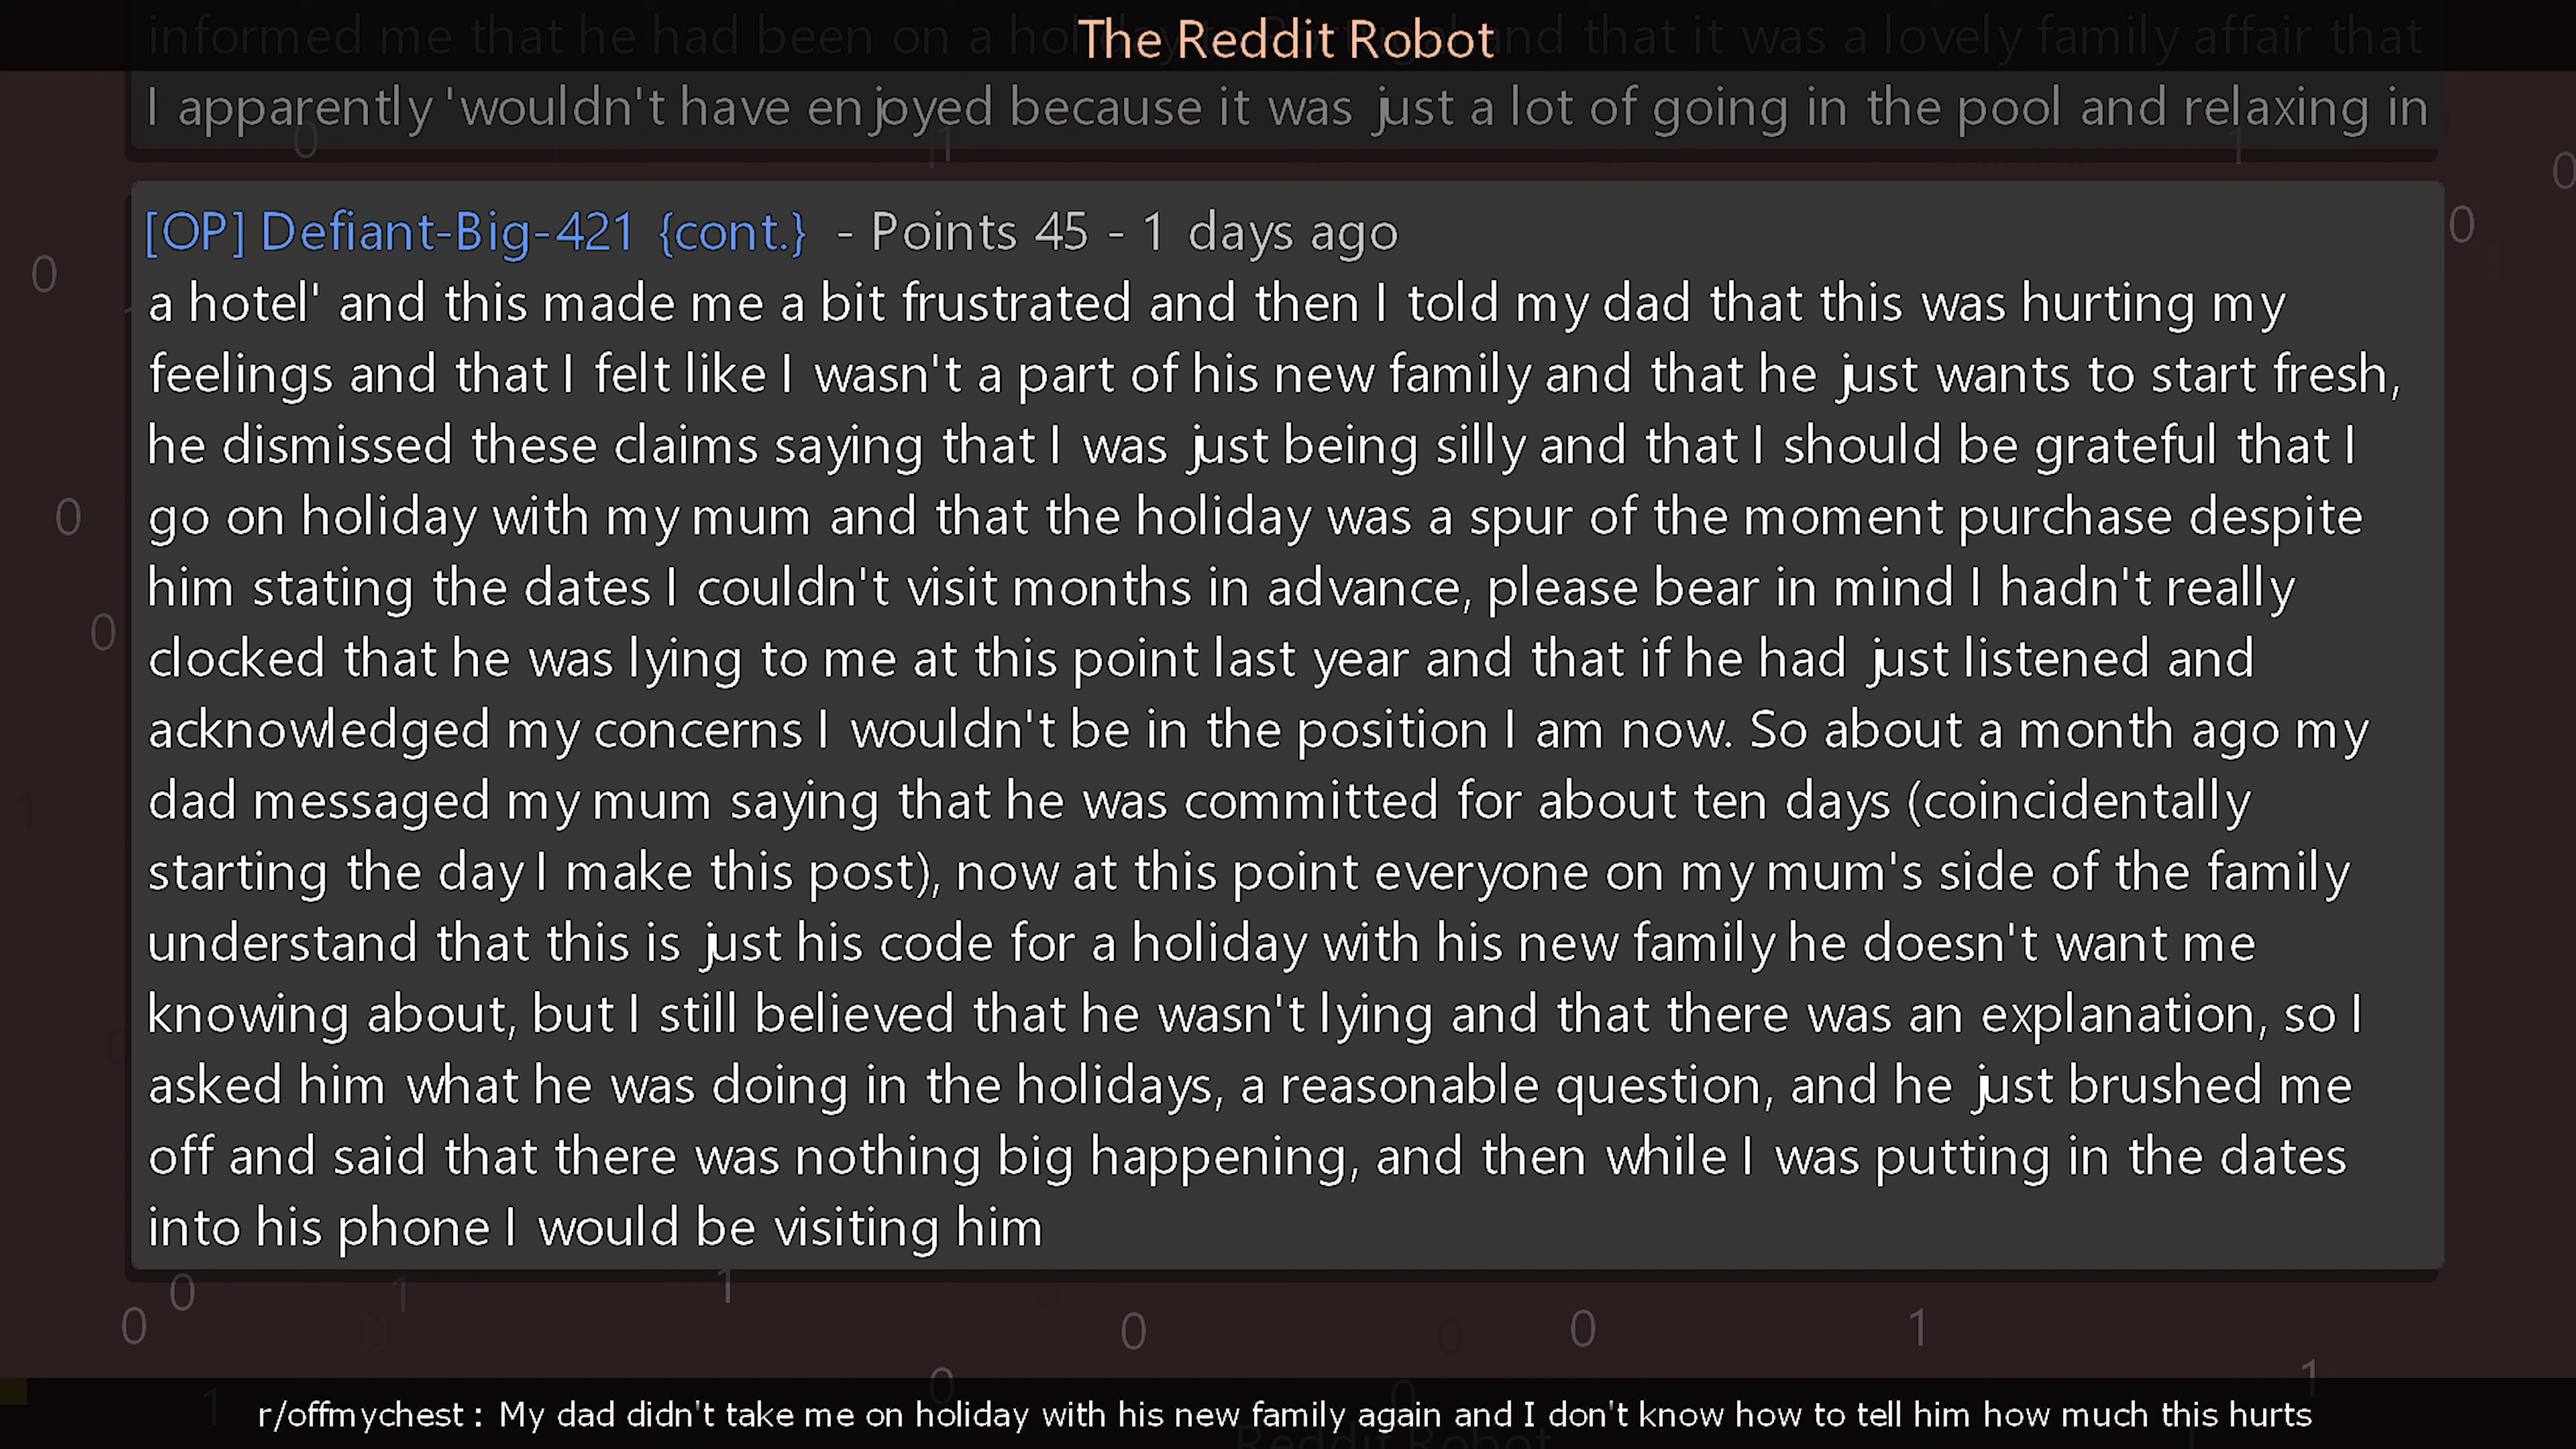 The Reddit Robot
informed me that he had been on a holiday and that it was a lovely family affair that
I apparently 'wouldn't have enjoyed because it was just a lot of going in the pool and relaxing in
[OP] Defiant-Big-421 {cont.} - Points 45 - 1 days ago
a hotel' and this made me a bit frustrated and then I told my dad that this was hurting my
feelings and that I felt like I wasn't a part of his new family and that he just wants to start fresh,
he dismissed these claims saying that I was just being silly and that I should be grateful that I
go on holiday with my mum and that the holiday was a spur of the moment purchase despite
him stating the dates I couldn't visit months in advance, please bear in mind I hadn't really
clocked that he was lying to me at this point last year and that if he had just listened and
acknowledged my concerns I wouldn't be in the position I am now. So about a month ago my
dad messaged my mum saying that he was committed for about ten days (coincidentally
starting the day I make this post), now at this point everyone on my mum's side of the family
understand that this is just his code for a holiday with his new family he doesn't want me
knowing about, but I still believed that he wasn't lying and that there was an explanation, so I
asked him what he was doing in the holidays, a reasonable question, and he just brushed me
off and said that there was nothing big happening, and then while I was putting in the dates
into his phone I would be visiting him
r/offmychest : My dad didn't take me on holiday with his new family again and I don't know how to tell him how much this hurts
Reddit Robot